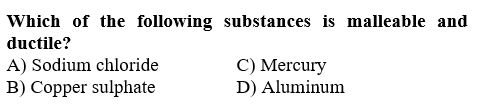 Which of the following substances is malleable and
ductile?
A) Sodium chloride C) Mercury
B) Copper sulphate D) Aluminum